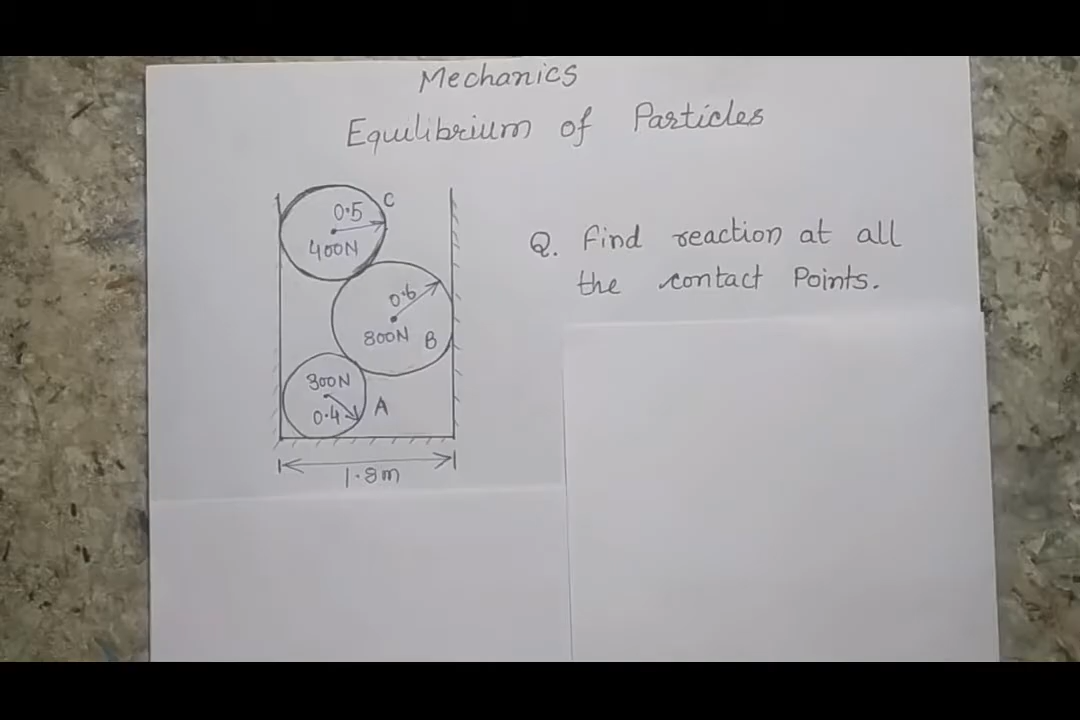 Mechanics
Equilibrium of Particles
0.5
C
400N
Q. Find reaction at all
the contact Points.
0.6
800N B
300N
0.4 A
1.8m